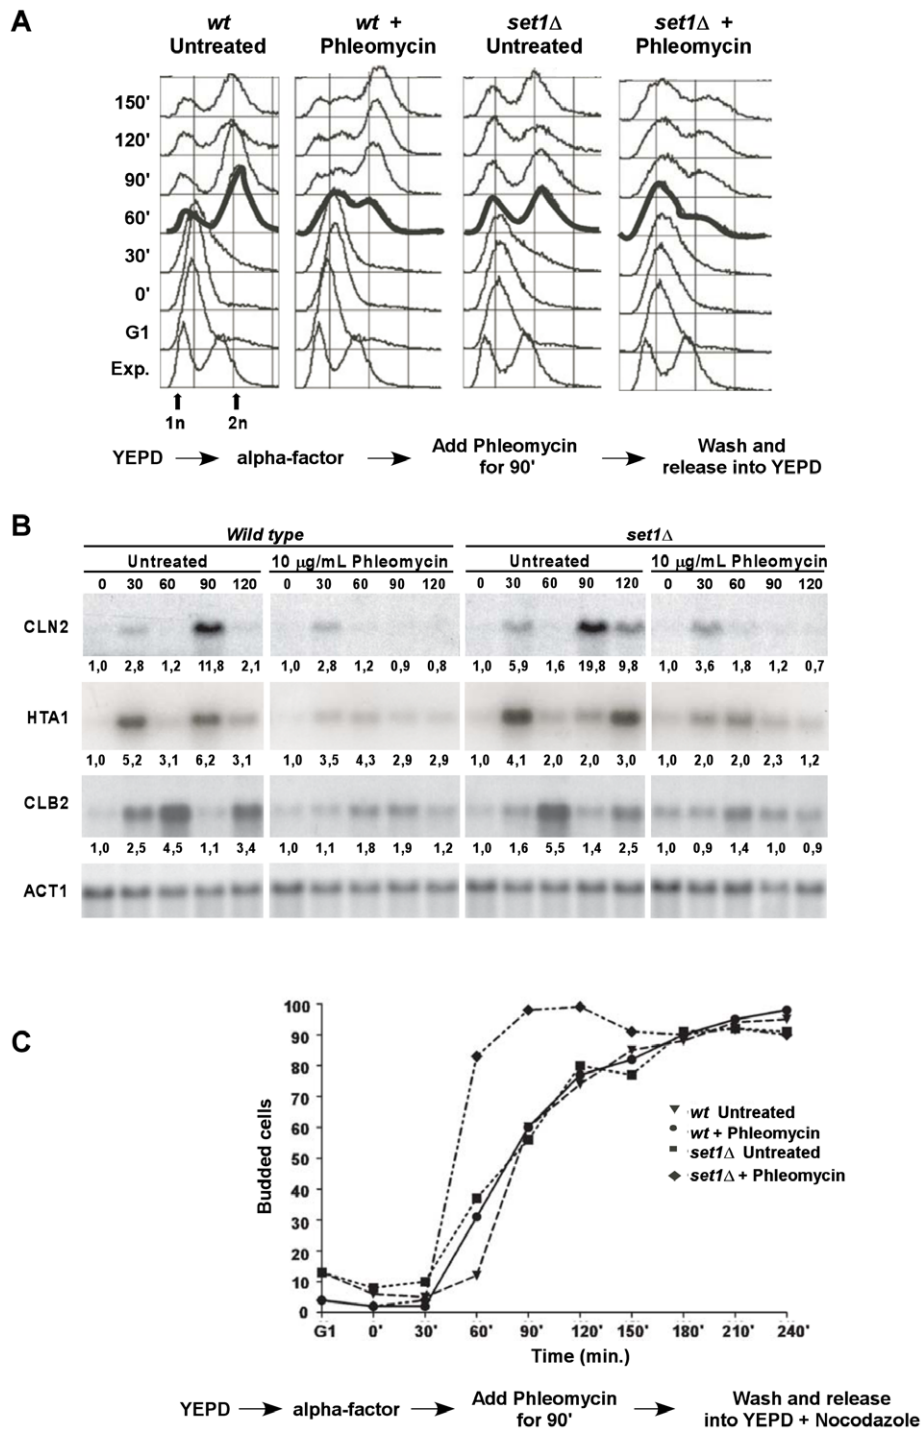 A
wt Untreated
wt + Phleomycin
set1Δ Untreated
set1Δ + Phleomycin
150'
120'
90'
60'
30'
0'
G1
Exp.
1n 2n
YEPD alpha-factor Add Phleomycin for 90' Wash and release into YEPD
B
Wild type set1Δ
Untreated 10 μg/mL Phleomycin Untreated 10 μg/mL Phleomycin
0 30 60 90 120 0 30 60 90 120 0 30 60 90 120 0 30 60 90 120
CLN2
1,0 2,8 1,2 11,8 2,1 1,0 2,8 1,2 0,9 0,8 1,0 5,9 1,6 19,8 9,8 1,0 3,6 1,8 1,2 0,7
HTA1
1,0 5,2 3,1 6,2 3,1 1,0 3,5 4,3 2,9 2,9 1,0 4,1 2,0 2,0 3,0 1,0 2,0 2,0 2,3 1,2
CLB2
1,0 2,5 4,5 1,1 3,4 1,0 1,1 1,8 1,9 1,2 1,0 1,6 5,5 1,4 2,5 1,0 0,9 1,4 1,0 0,9
ACT1
C
Budded cells
100
90
80
70
60
50
40
30
20
10
0
wt Untreated
wt + Phleomycin
set1Δ Untreated
set1Δ + Phleomycin
G1 0' 30' 60' 90' 120' 150' 180' 210' 240'
Time (min.)
YEPD alpha-factor Add Phleomycin for 90' Wash and release into YEPD + Nocodazole